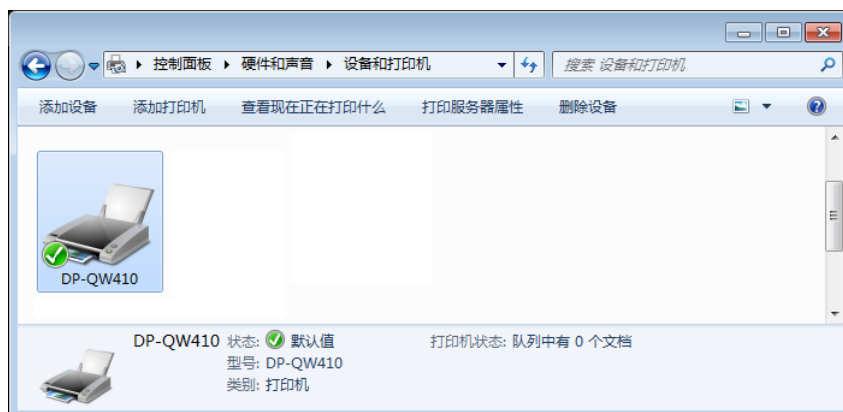 控制面板 硬件和声音 设备和打印机 搜索 设备和打印机
添加设备 添加打印机 查看现在正在打印什么 打印服务器属性 删除设备
DP-QW410
DP-QW410 状态: 默认值 打印机状态: 队列中有 0 个文档
型号: DP-QW410
类别: 打印机